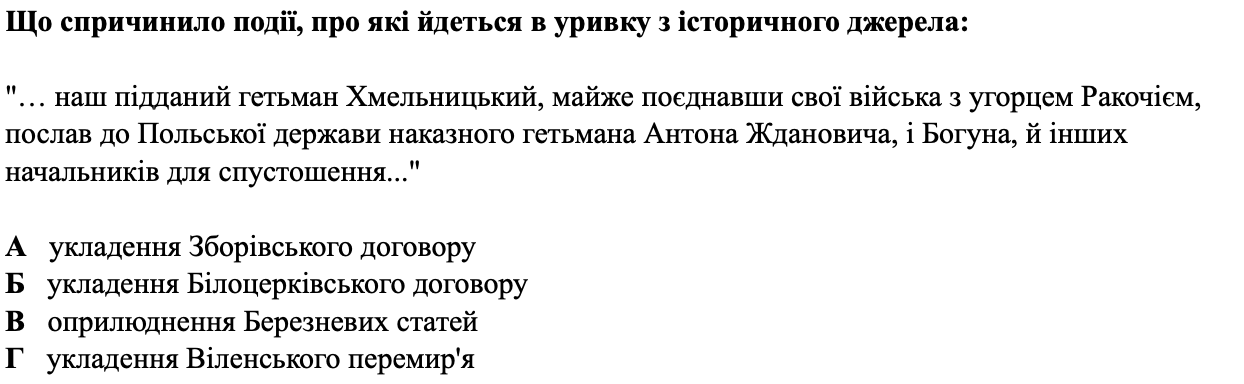 Що спричинило події, про які йдеться в уривку з історичного джерела:
"… наш підданий гетьман Хмельницький, майже поєднавши свої війська з угорцем Ракочієм,
послав до Польської держави наказного гетьмана Антона Ждановича, і Богуна, й інших
начальників для спустошення..."
А укладення Зборівського договору
Б укладення Білоцерківського договору
В оприлюднення Березневих статей
Г укладення Віленського перемир'я